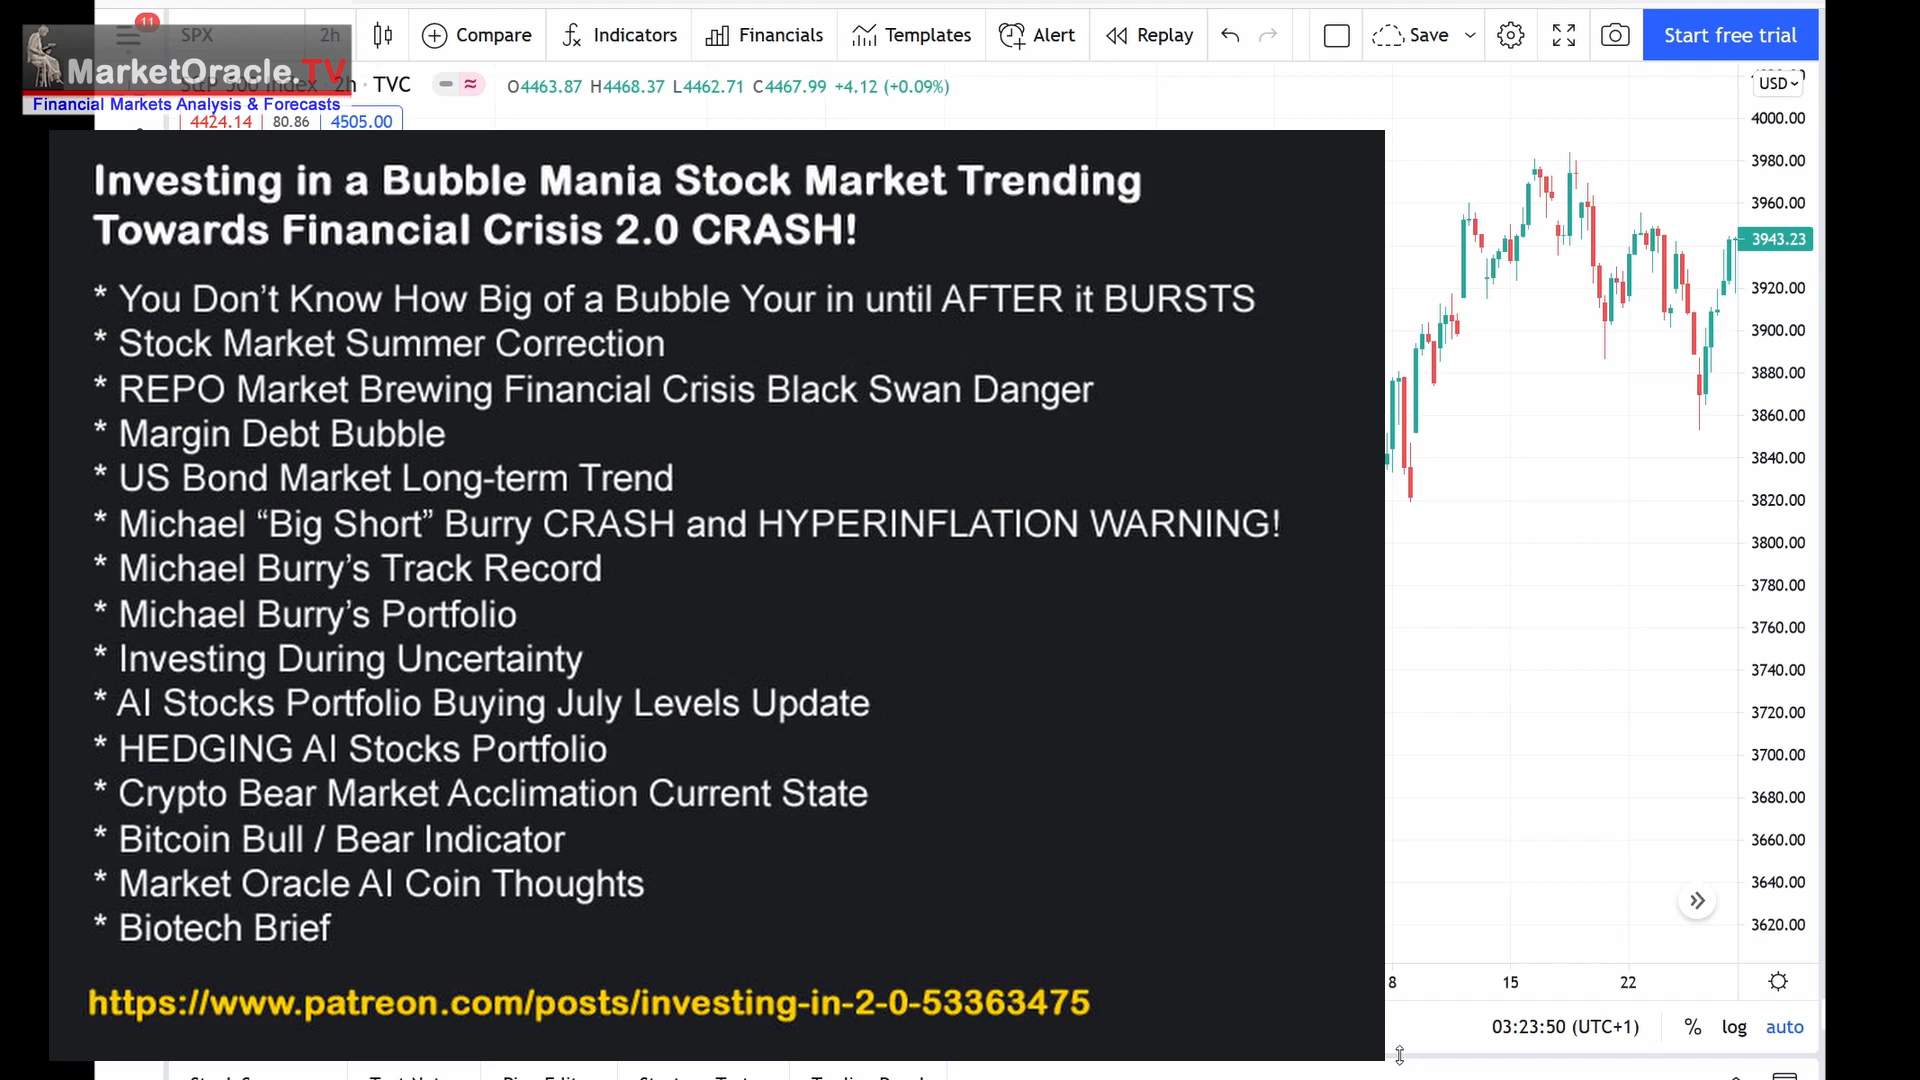 11
SPX
2h
Compare
Indicators
Financials
Templates
Alert
Replay
Save
Start free trial
MarketOracle.TV
Financial Markets Analysis & Forecasts
S&P 500 Index · 2h · TVC
O4463.87 H4468.37 L4462.71 C4467.99 +4.12 (+0.09%)
USD
4424.14
80.86
4505.00
Investing in a Bubble Mania Stock Market Trending
Towards Financial Crisis 2.0 CRASH!
* You Don’t Know How Big of a Bubble Your in until AFTER it BURSTS
* Stock Market Summer Correction
* REPO Market Brewing Financial Crisis Black Swan Danger
* Margin Debt Bubble
* US Bond Market Long-term Trend
* Michael “Big Short” Burry CRASH and HYPERINFLATION WARNING!
* Michael Burry’s Track Record
* Michael Burry’s Portfolio
* Investing During Uncertainty
* AI Stocks Portfolio Buying July Levels Update
* HEDGING AI Stocks Portfolio
* Crypto Bear Market Acclimation Current State
* Bitcoin Bull / Bear Indicator
* Market Oracle AI Coin Thoughts
* Biotech Brief
https://www.patreon.com/posts/investing-in-2-0-53363475
4000.00
3980.00
3960.00
3943.23
3920.00
3900.00
3880.00
3860.00
3840.00
3820.00
3800.00
3780.00
3760.00
3740.00
3720.00
3700.00
3680.00
3660.00
3640.00
3620.00
8
15
22
03:23:50 (UTC+1)
%
log
auto